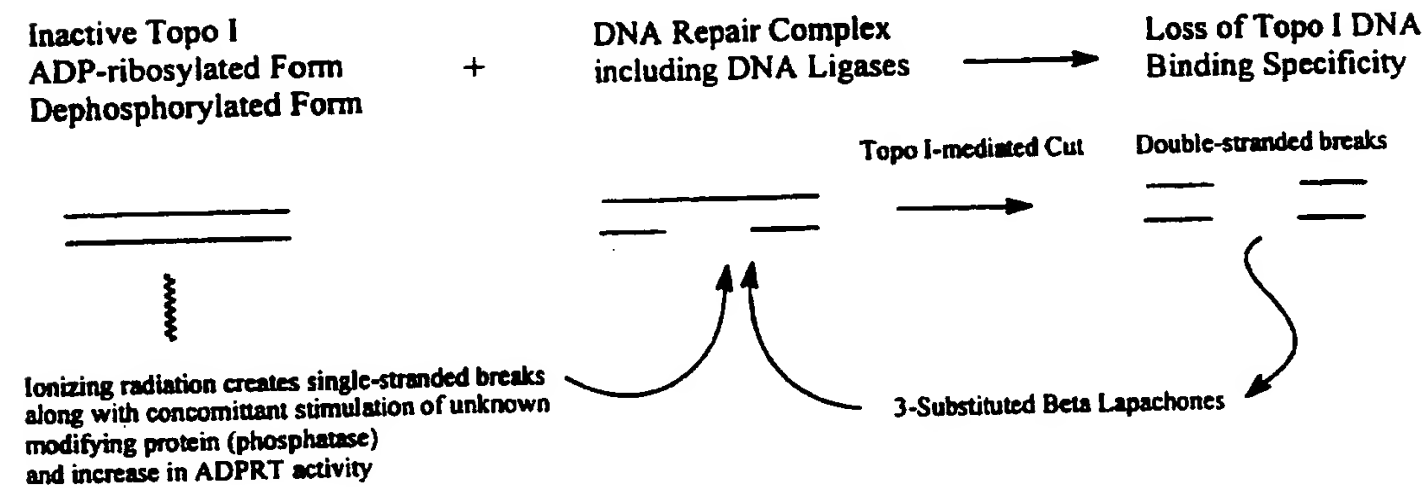 Inactive Topo I
ADP-ribosylated Form
Dephosphorylated Form
+
DNA Repair Complex
including DNA Ligases
Loss of Topo I DNA
Binding Specificity
Topo I-mediated Cut
Double-stranded breaks
Ionizing radiation creates single-stranded breaks
along with concomittant stimulation of unknown
modifying protein (phosphatase)
and increase in ADPRT activity
3-Substituted Beta Lapachones